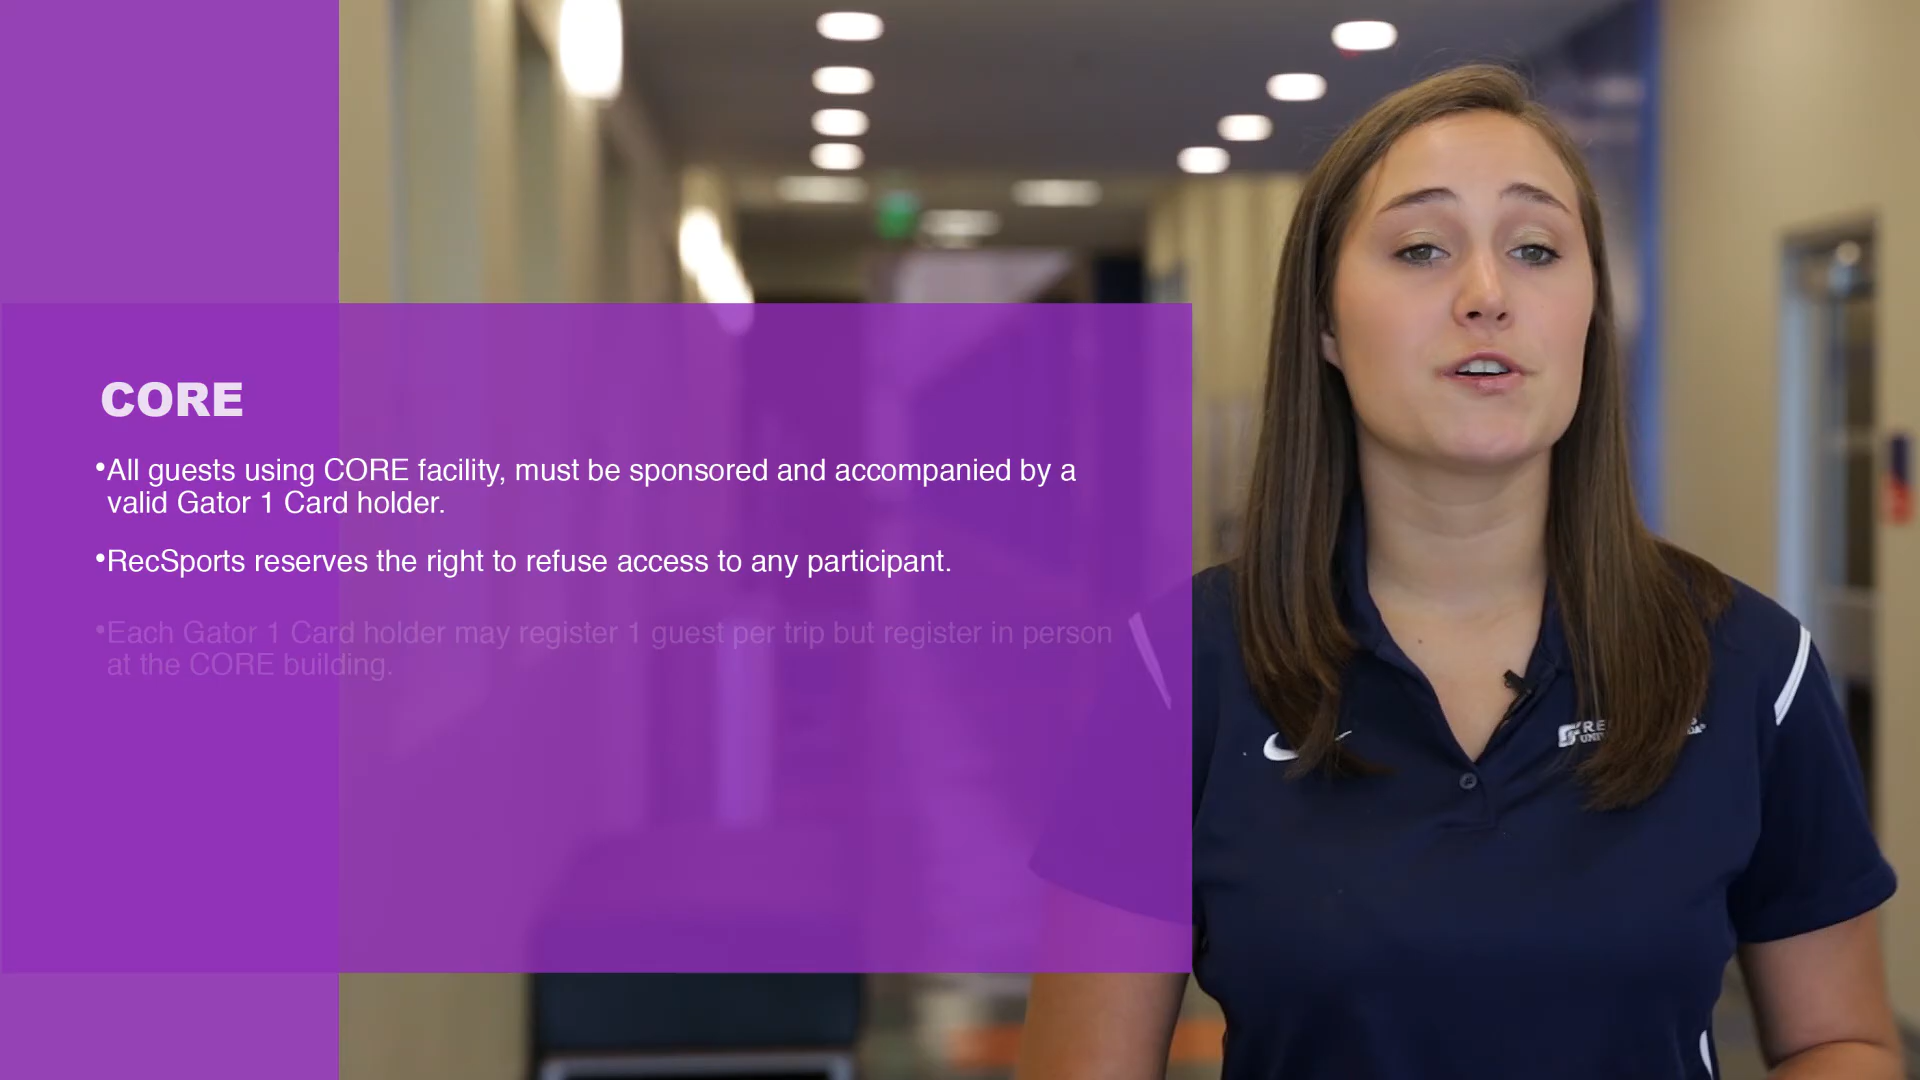 CORE
•All guests using CORE facility, must be sponsored and accompanied by a
valid Gator 1 Card holder.
•RecSports reserves the right to refuse access to any participant.
•Each Gator 1 Card holder may register 1 guest per trip but register in person
at the CORE building.